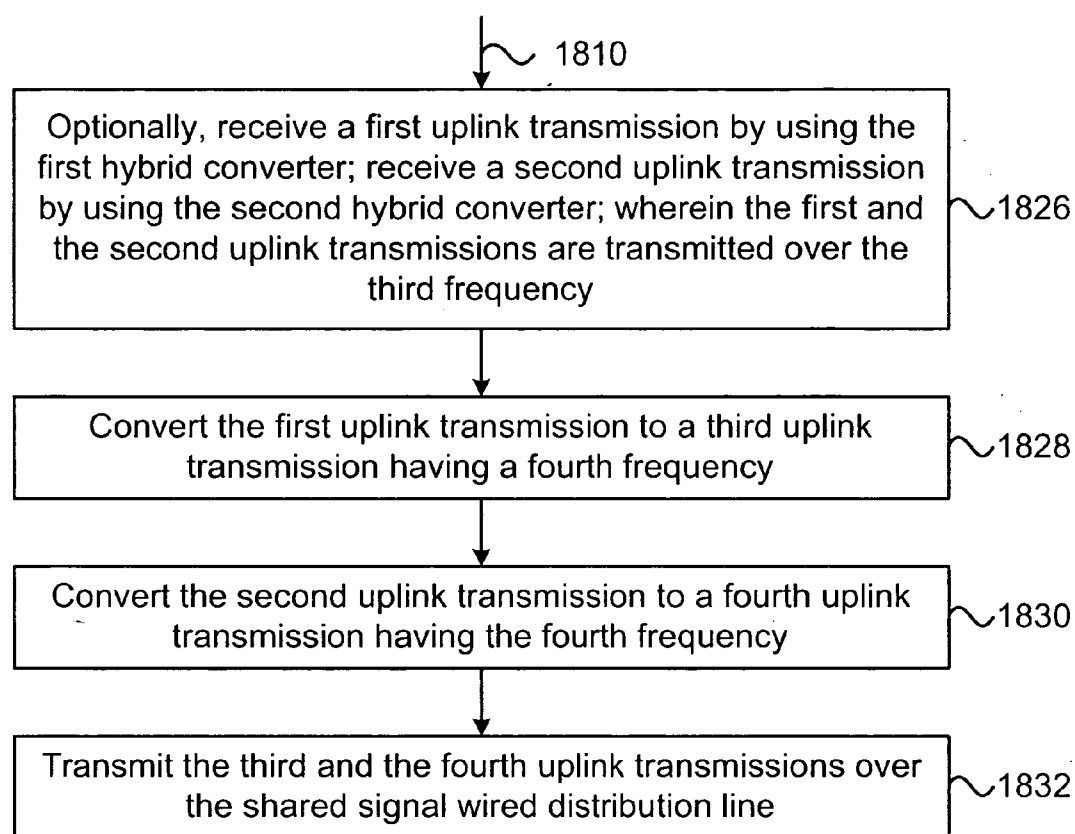 1810
Optionally, receive a first uplink transmission by using the
first hybrid converter; receive a second uplink transmission
by using the second hybrid converter; wherein the first and
the second uplink transmissions are transmitted over the
third frequency
1826
Convert the first uplink transmission to a third uplink
transmission having a fourth frequency
1828
Convert the second uplink transmission to a fourth uplink
transmission having the fourth frequency
1830
Transmit the third and the fourth uplink transmissions over
the shared signal wired distribution line
1832